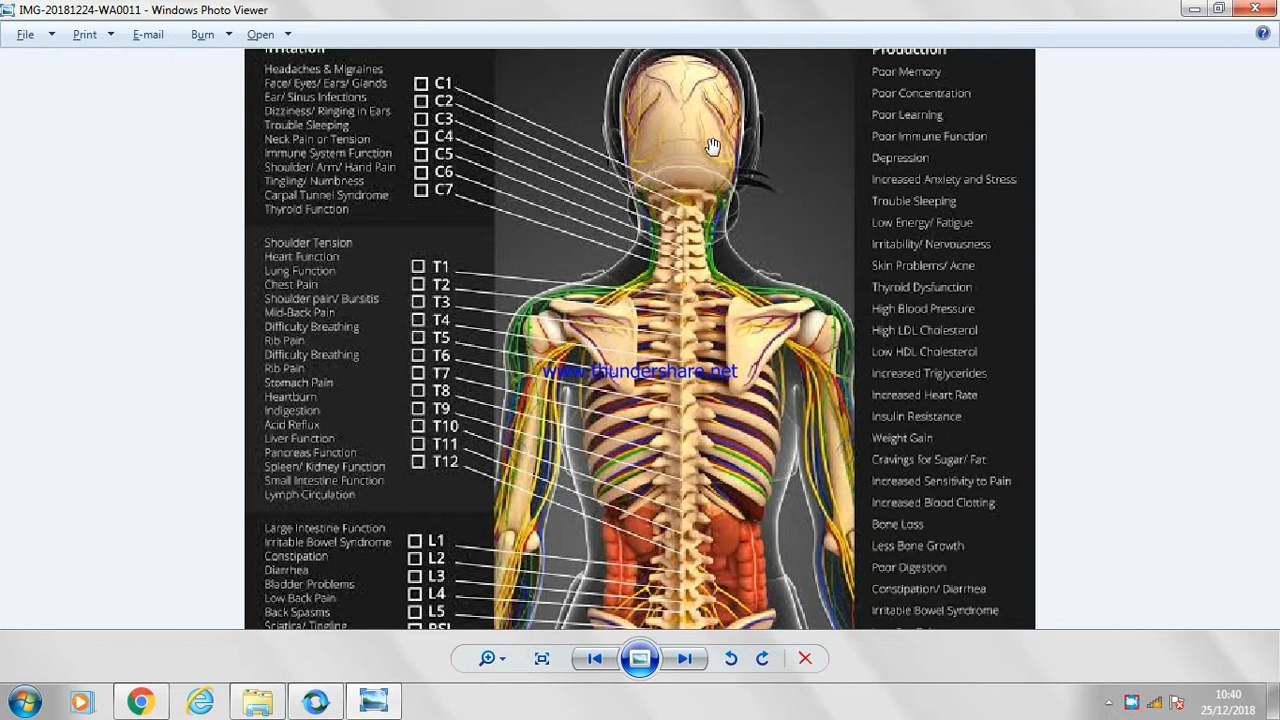 IMG-20181224-WA0011 - Windows Photo Viewer
File Print E-mail Burn Open
Irritation
Headaches & Migraines
Face/ Eyes/ Ears/ Glands
Ear/ Sinus Infections
Dizziness/ Ringing in Ears
Trouble Sleeping
Neck Pain or Tension
Immune System Function
Shoulder/ Arm/ Hand Pain
Tingling/ Numbness
Carpal Tunnel Syndrome
Thyroid Function
C1
C2
C3
C4
C5
C6
C7
Shoulder Tension
Heart Function
Lung Function
Chest Pain
Shoulder pain/ Bursitis
Mid-Back Pain
Difficulty Breathing
Rib Pain
Difficulty Breathing
Rib Pain
Stomach Pain
Heartburn
Indigestion
Acid Reflux
Liver Function
Pancreas Function
Spleen/ Kidney Function
Small Intestine Function
Lymph Circulation
T1
T2
T3
T4
T5
T6
T7
T8
T9
T10
T11
T12
Large Intestine Function
Irritable Bowel Syndrome
Constipation
Diarrhea
Bladder Problems
Low Back Pain
Back Spasms
Sciatica/ Tingling
L1
L2
L3
L4
L5
RSI
www.thundershare.net
Production
Poor Memory
Poor Concentration
Poor Learning
Poor Immune Function
Depression
Increased Anxiety and Stress
Trouble Sleeping
Low Energy/ Fatigue
Irritability/ Nervousness
Skin Problems/ Acne
Thyroid Dysfunction
High Blood Pressure
High LDL Cholesterol
Low HDL Cholesterol
Increased Triglycerides
Increased Heart Rate
Insulin Resistance
Weight Gain
Cravings for Sugar/ Fat
Increased Sensitivity to Pain
Increased Blood Clotting
Bone Loss
Less Bone Growth
Poor Digestion
Constipation/ Diarrhea
Irritable Bowel Syndrome
10:40
25/12/2018